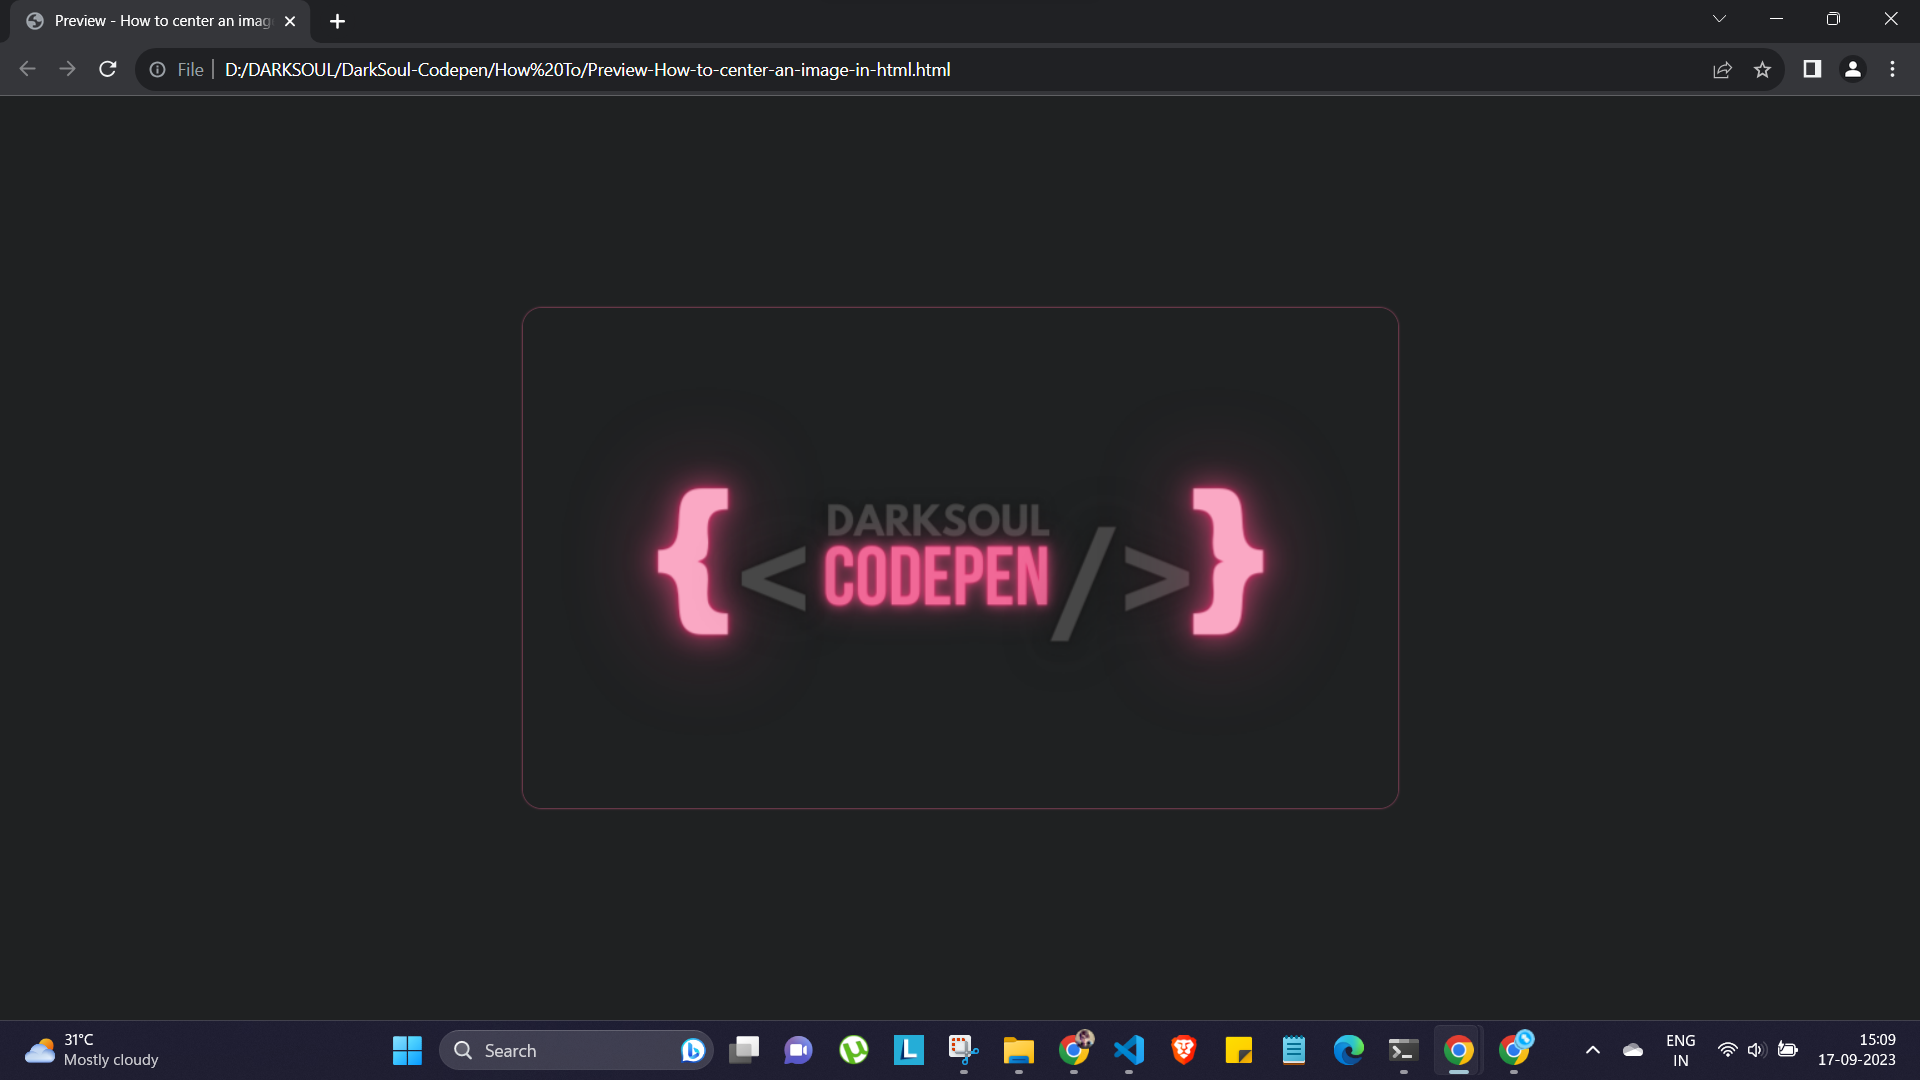 Preview - How to center an imag
File
D:/DARKSOUL/DarkSoul-Codepen/How%20To/Preview-How-to-center-an-image-in-html.html
{
DARKSOUL
< CODEPEN />
}
31°C
Mostly cloudy
Search
L
ENG
IN
15:09
17-09-2023